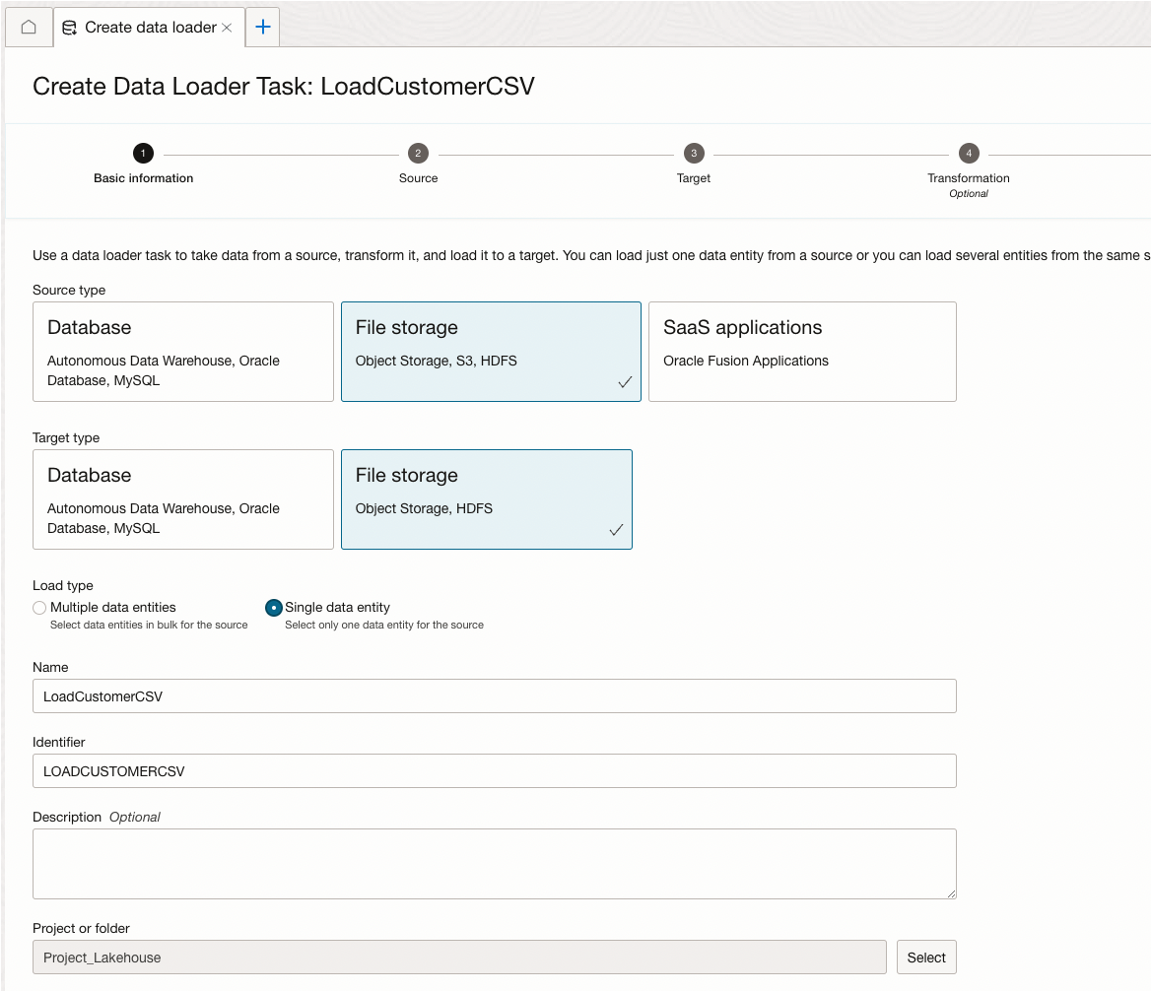 Create data loader
Create Data Loader Task: LoadCustomerCSV
1 2 3 4
Basic information Source Target Transformation
Optional
Use a data loader task to take data from a source, transform it, and load it to a target. You can load just one data entity from a source or you can load several entities from the same s
Source type
Database File storage SaaS applications
Autonomous Data Warehouse, Oracle Object Storage, S3, HDFS Oracle Fusion Applications
Database, MySQL
Target type
Database File storage
Autonomous Data Warehouse, Oracle Object Storage, HDFS
Database, MySQL
Load type
Multiple data entities Single data entity
Select data entities in bulk for the source Select only one data entity for the source
Name
LoadCustomerCSV
Identifier
LOADCUSTOMERCSV
Description Optional
Project or folder
Project_Lakehouse Select